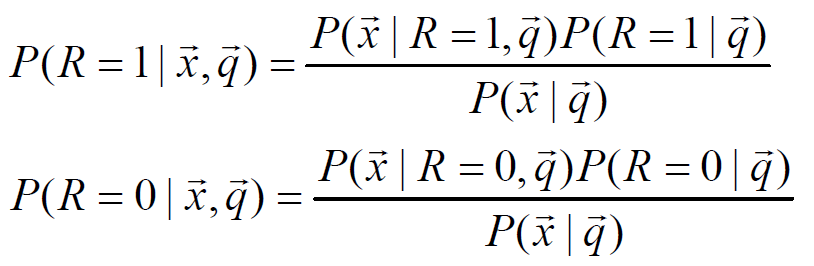 P(R = 1 | x⃗, q⃗) = P(x⃗ | R = 1, q⃗)P(R = 1 | q⃗) / P(x⃗ | q⃗)
P(R = 0 | x⃗, q⃗) = P(x⃗ | R = 0, q⃗)P(R = 0 | q⃗) / P(x⃗ | q⃗)